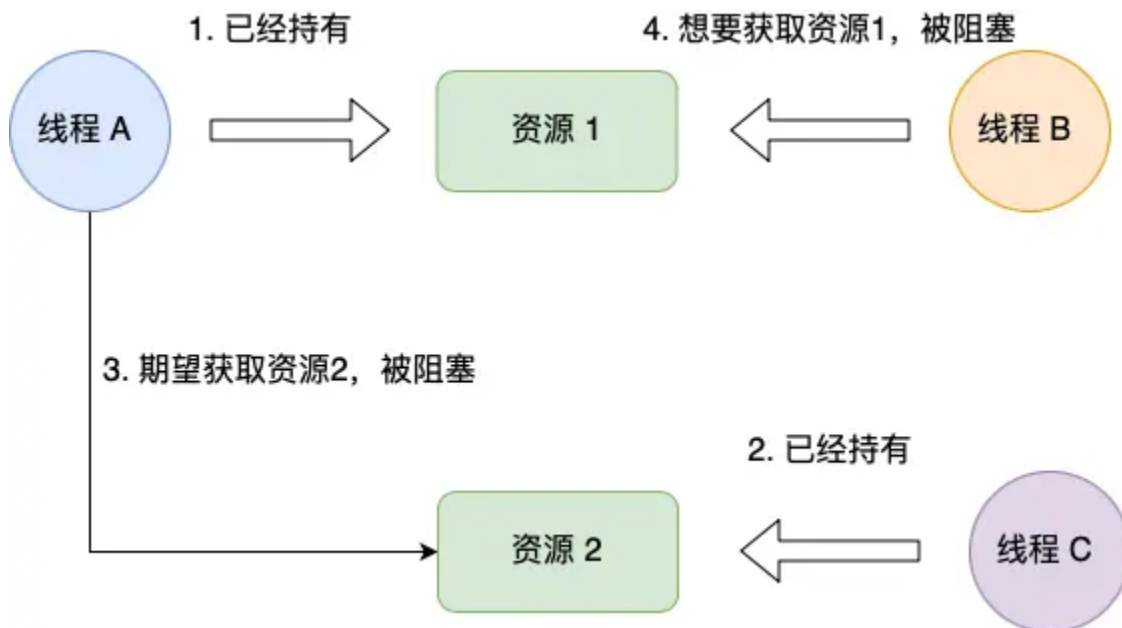 1. 已经持有
4. 想要获取资源1，被阻塞
线程 A
资源 1
线程 B
3. 期望获取资源2，被阻塞
2. 已经持有
资源 2
线程 C